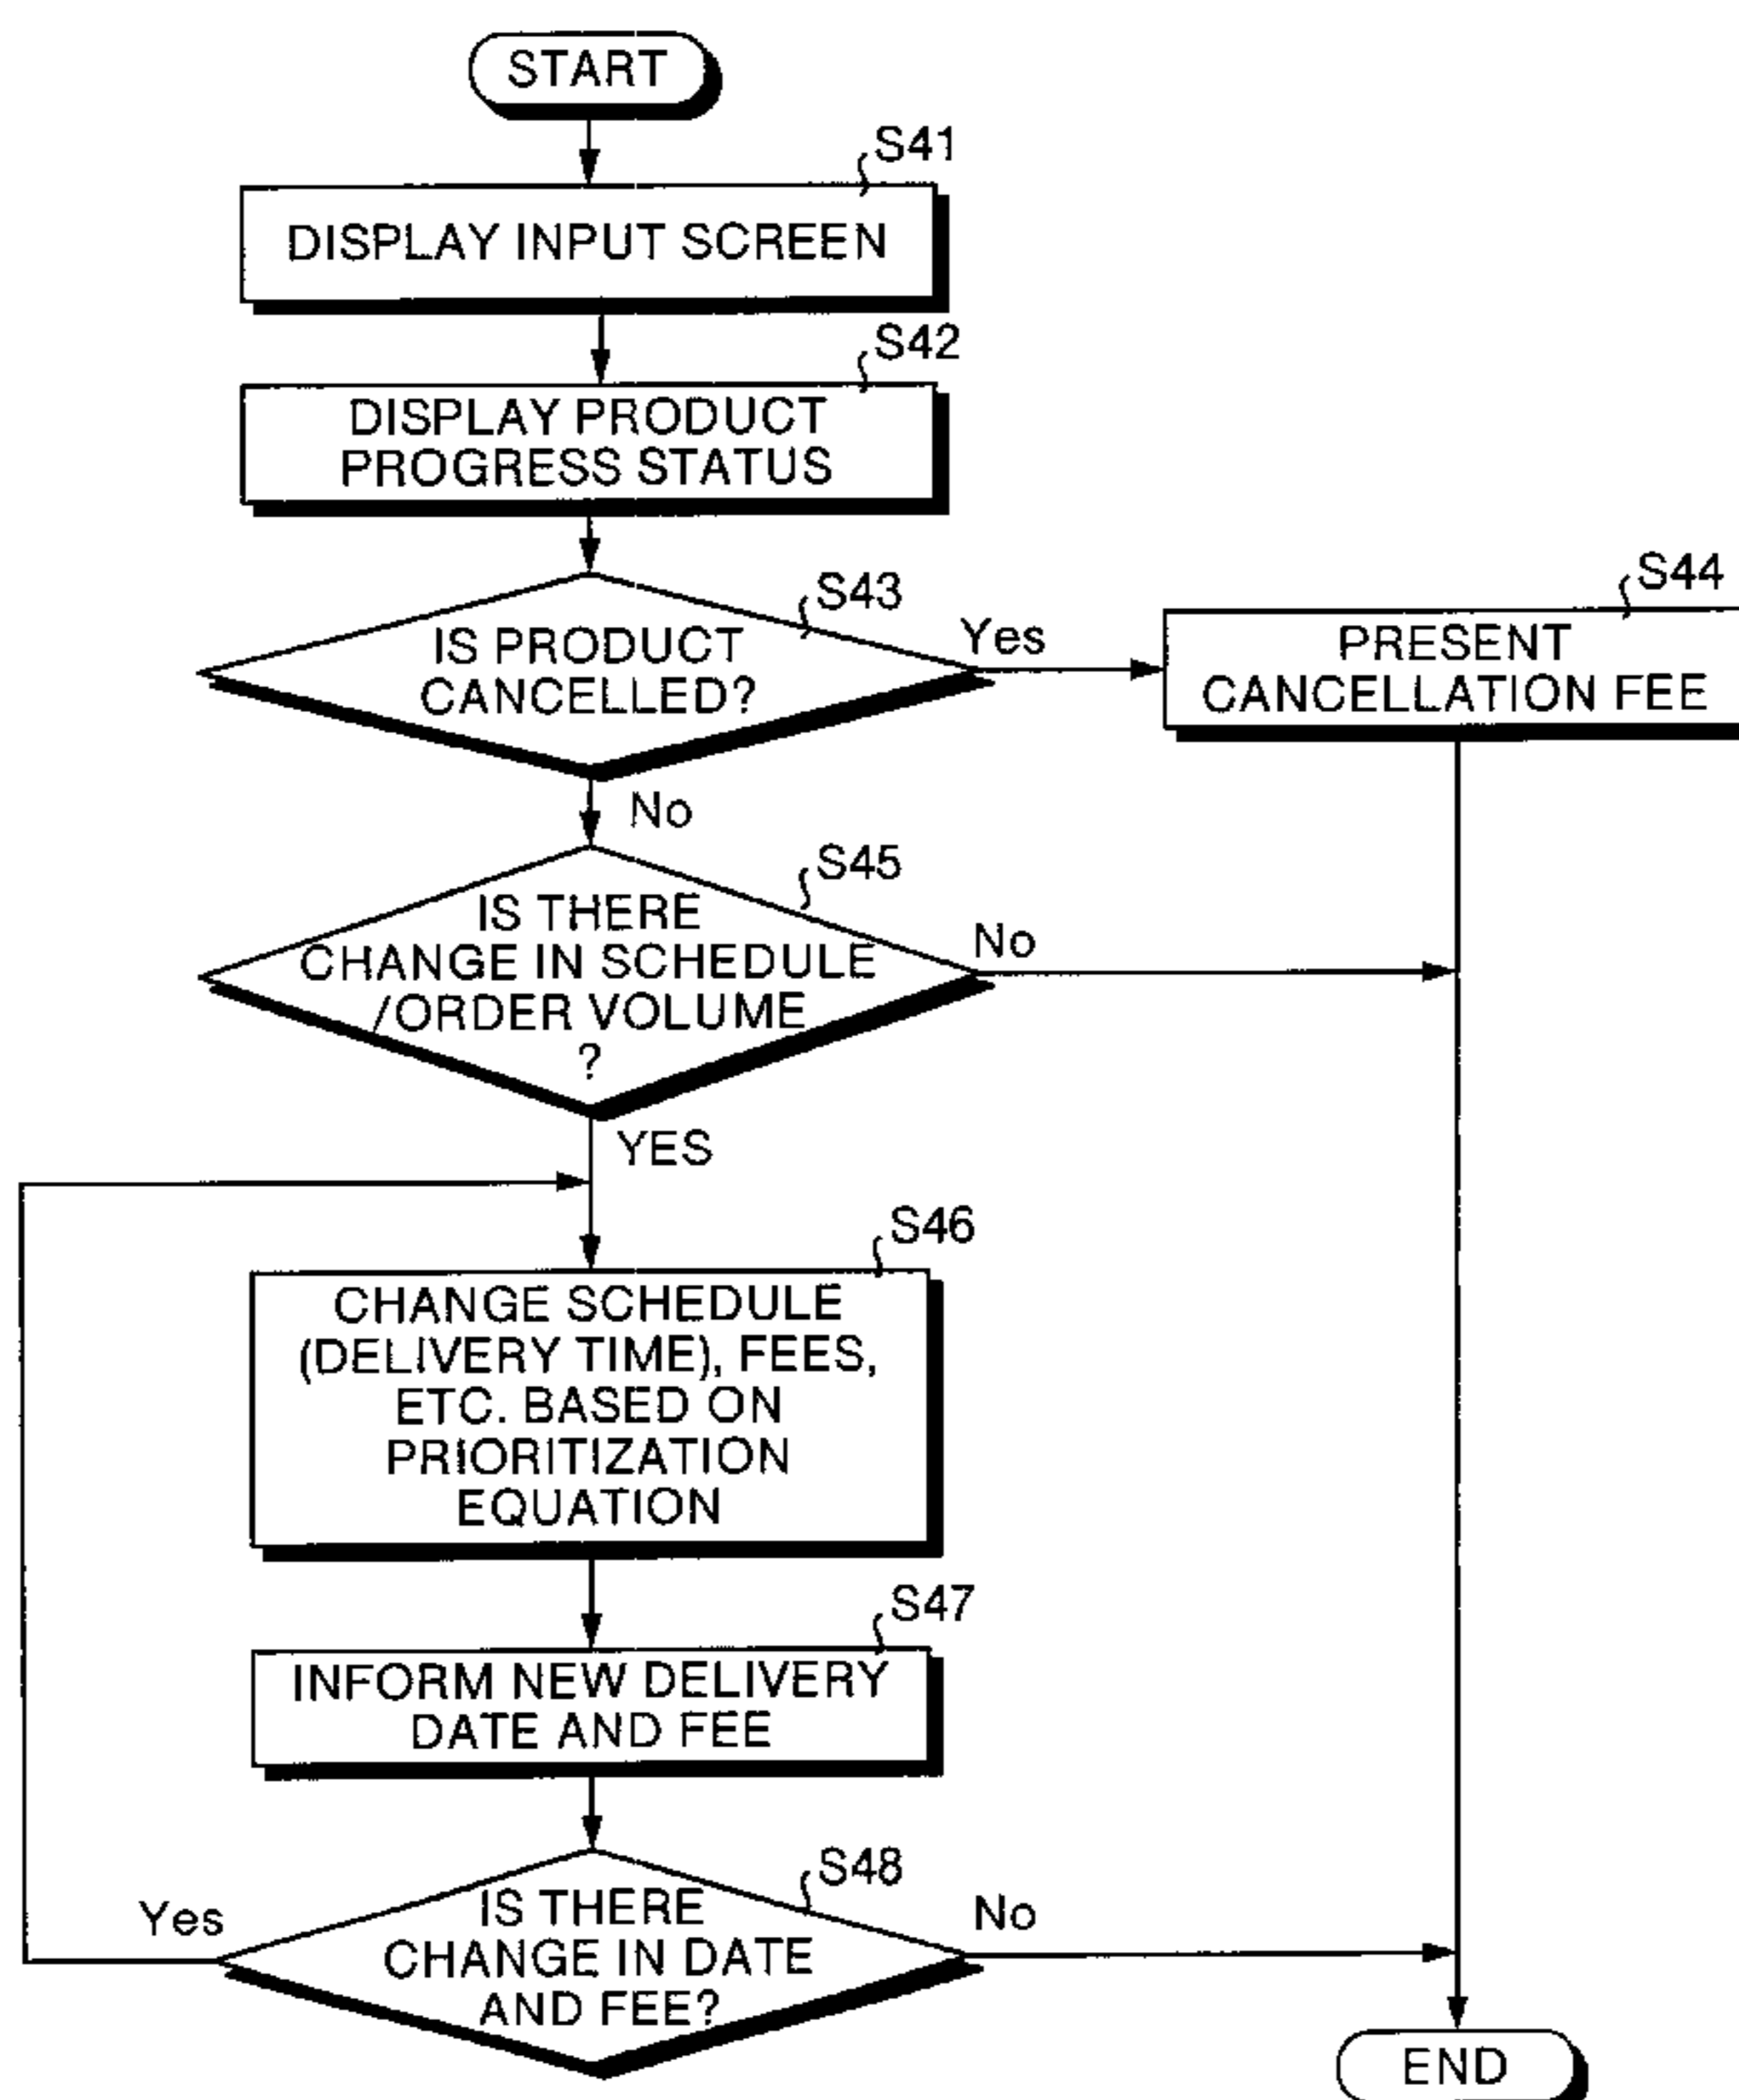 START
S41
DISPLAY INPUT SCREEN
S42
DISPLAY PRODUCT
PROGRESS STATUS
S43
IS PRODUCT
CANCELLED?
Yes
S44
PRESENT
CANCELLATION FEE
No
S45
IS THERE
CHANGE IN SCHEDULE
/ORDER VOLUME
?
No
YES
S46
CHANGE SCHEDULE
(DELIVERY TIME), FEES,
ETC. BASED ON
PRIORITIZATION
EQUATION
S47
INFORM NEW DELIVERY
DATE AND FEE
S48
IS THERE
CHANGE IN DATE
AND FEE?
Yes
No
END